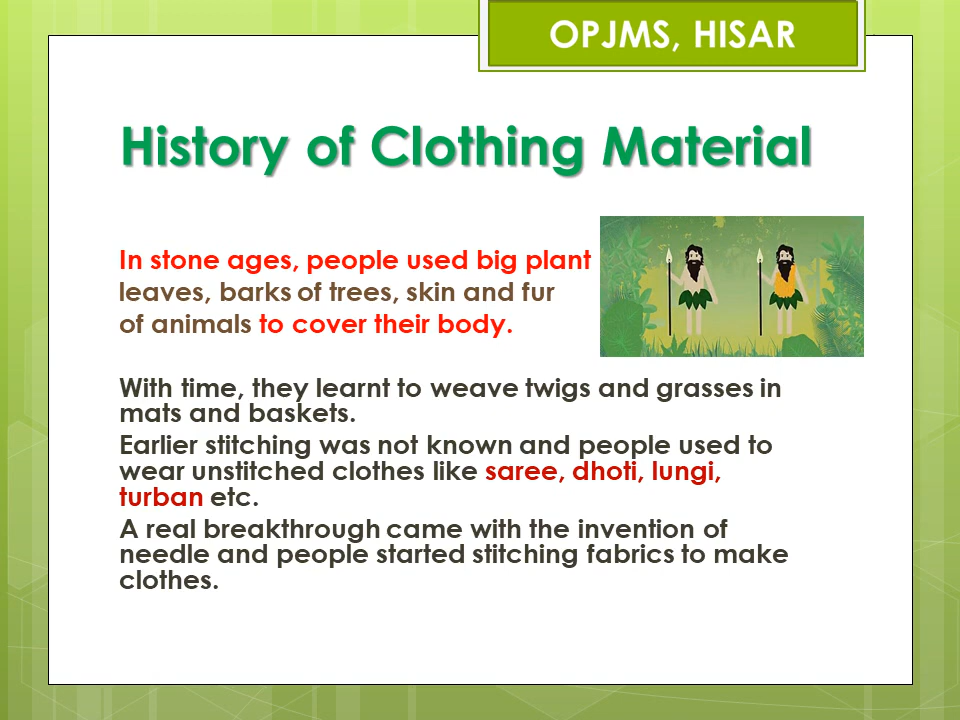 OPJMS, HISAR
History of Clothing Material
In stone ages, people used big plant
leaves, barks of trees, skin and fur
of animals to cover their body.
With time, they learnt to weave twigs and grasses in
mats and baskets.
Earlier stitching was not known and people used to
wear unstitched clothes like saree, dhoti, lungi,
turban etc.
A real breakthrough came with the invention of
needle and people started stitching fabrics to make
clothes.